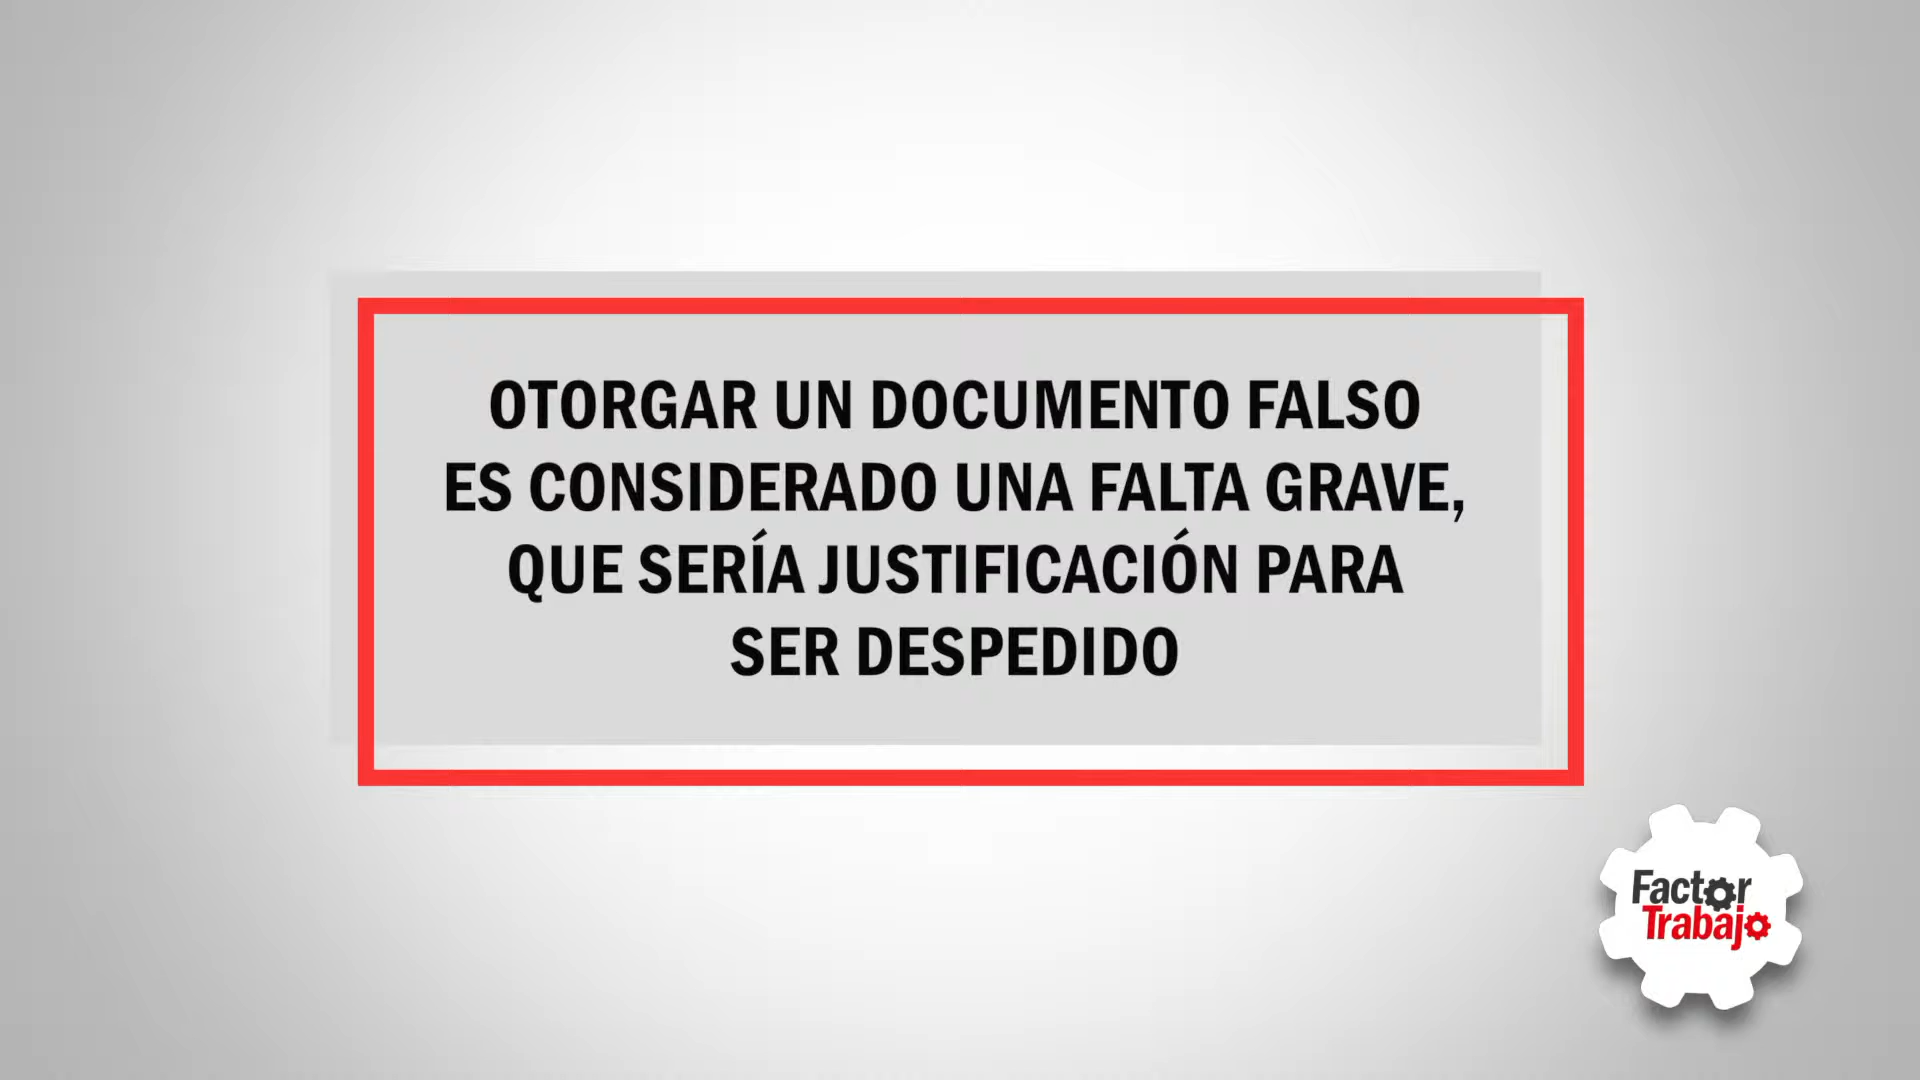 OTORGAR UN DOCUMENTO FALSO
ES CONSIDERADO UNA FALTA GRAVE,
QUE SERÍA JUSTIFICACIÓN PARA
SER DESPEDIDO
Factor
Trabajo